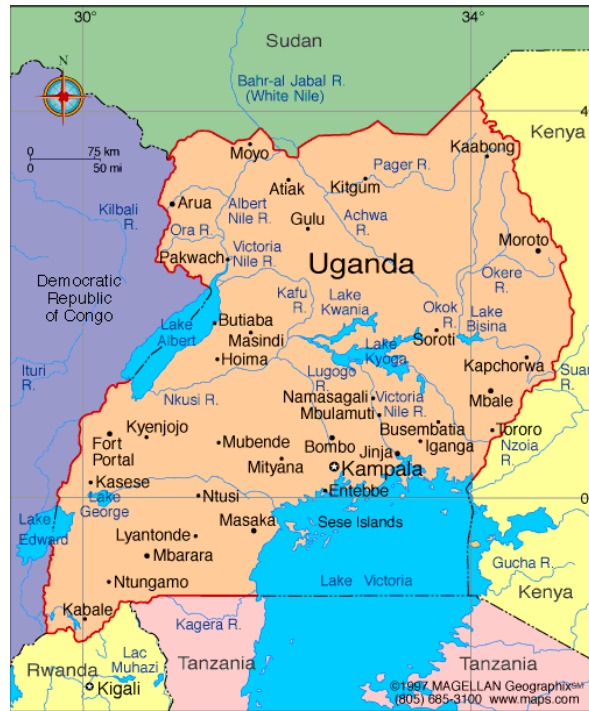 30°
34°
N
Sudan
Bahr-al Jabal R.
(White Nile)
4
Kenya
0 75 km
0 50 mi
Moyo
Kaabong
Pager R.
Atiak
Kitgum
Kilbali
R.
Arua
Albert
Nile R.
Achwa
R.
Ora R.
Gulu
Moroto
Pakwach
Victoria
Nile R.
Uganda
Okere
R.
Democratic
Republic
of Congo
Kafu
R.
Lake
Kwania
Okok
R.
Lake
Bisina
Lake
Albert
Butiaba
Masindi
Soroti
Hoima
Lake
Kyoga
Kapchorwa
Suam
R.
Ituri
R.
Lugogo
R.
Nkusi R.
Namasagali
Mbulamuti
Victoria
Nile R.
Mbale
Kyenjojo
Fort
Portal
Mubende
Bombo
Busembatia
Iganga
Tororo
Nzoia
R.
Mityana
Jinja
Kampala
Kasese
Lake
George
Ntusi
Entebbe
0
Lake
Edward
Masaka
Sese Islands
Lyantonde
Mbarara
Gucha R.
Ntungamo
Lake Victoria
Kenya
Kabale
Kagera R.
Rwanda
Lac
Muhazi
Tanzania
Tanzania
Kigali
©1997 MAGELLAN Geographix℠
(805) 685-3100 www.maps.com